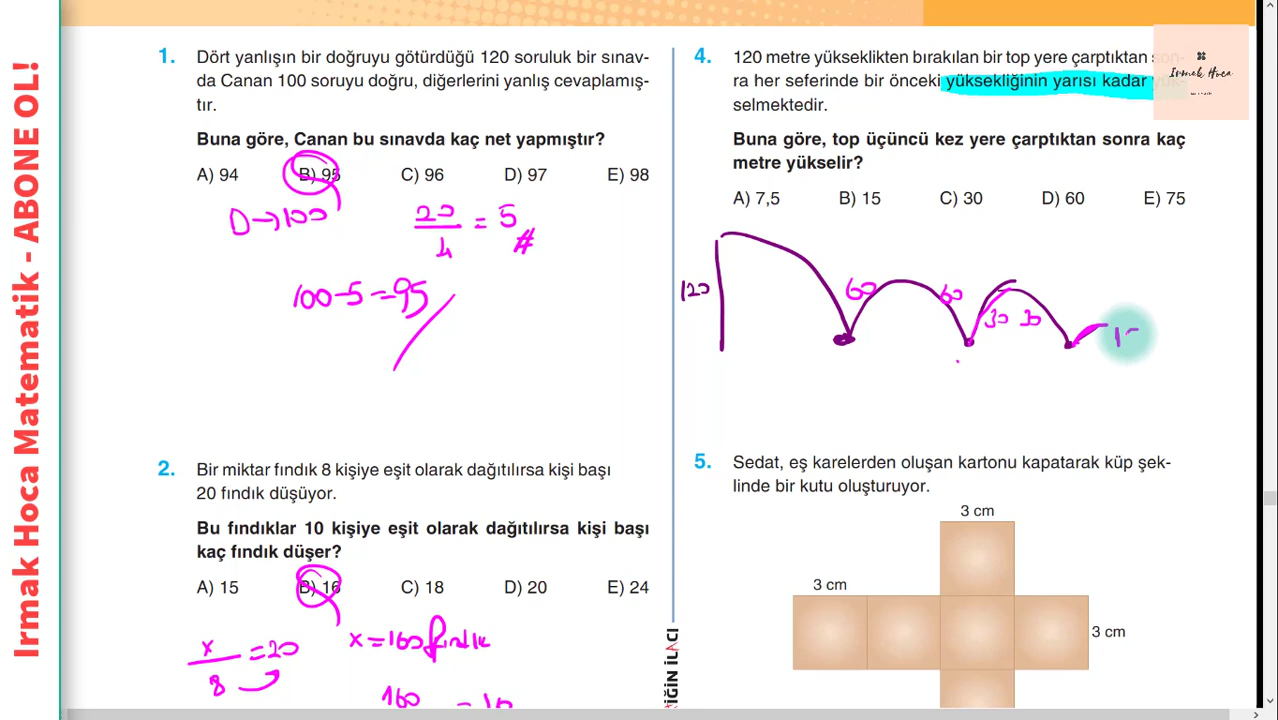 Irmak Hoca Matematik - ABONE OL!
1. Dört yanlışın bir doğruyu götürdüğü 120 soruluk bir sınav-
da Canan 100 soruyu doğru, diğerlerini yanlış cevaplamış-
tır.
Buna göre, Canan bu sınavda kaç net yapmıştır?
A) 94 B) 95 C) 96 D) 97 E) 98
D→100
20/4 = 5
100-5=95
2. Bir miktar fındık 8 kişiye eşit olarak dağıtılırsa kişi başı
20 fındık düşüyor.
Bu fındıklar 10 kişiye eşit olarak dağıtılırsa kişi başı
kaç fındık düşer?
A) 15 B) 16 C) 18 D) 20 E) 24
x/8 = 20
x=160 fındık
160
=
4. 120 metre yükseklikten bırakılan bir top yere çarptıktan son-
ra her seferinde bir önceki yüksekliğinin yarısı kadar yük-
selmektedir.
Buna göre, top üçüncü kez yere çarptıktan sonra kaç
metre yükselir?
A) 7,5 B) 15 C) 30 D) 60 E) 75
120
60 60
30 30
Irmak Hoca
5. Sedat, eş karelerden oluşan kartonu kapatarak küp şek-
linde bir kutu oluşturuyor.
3 cm
3 cm
3 cm
İĞİN İLACI